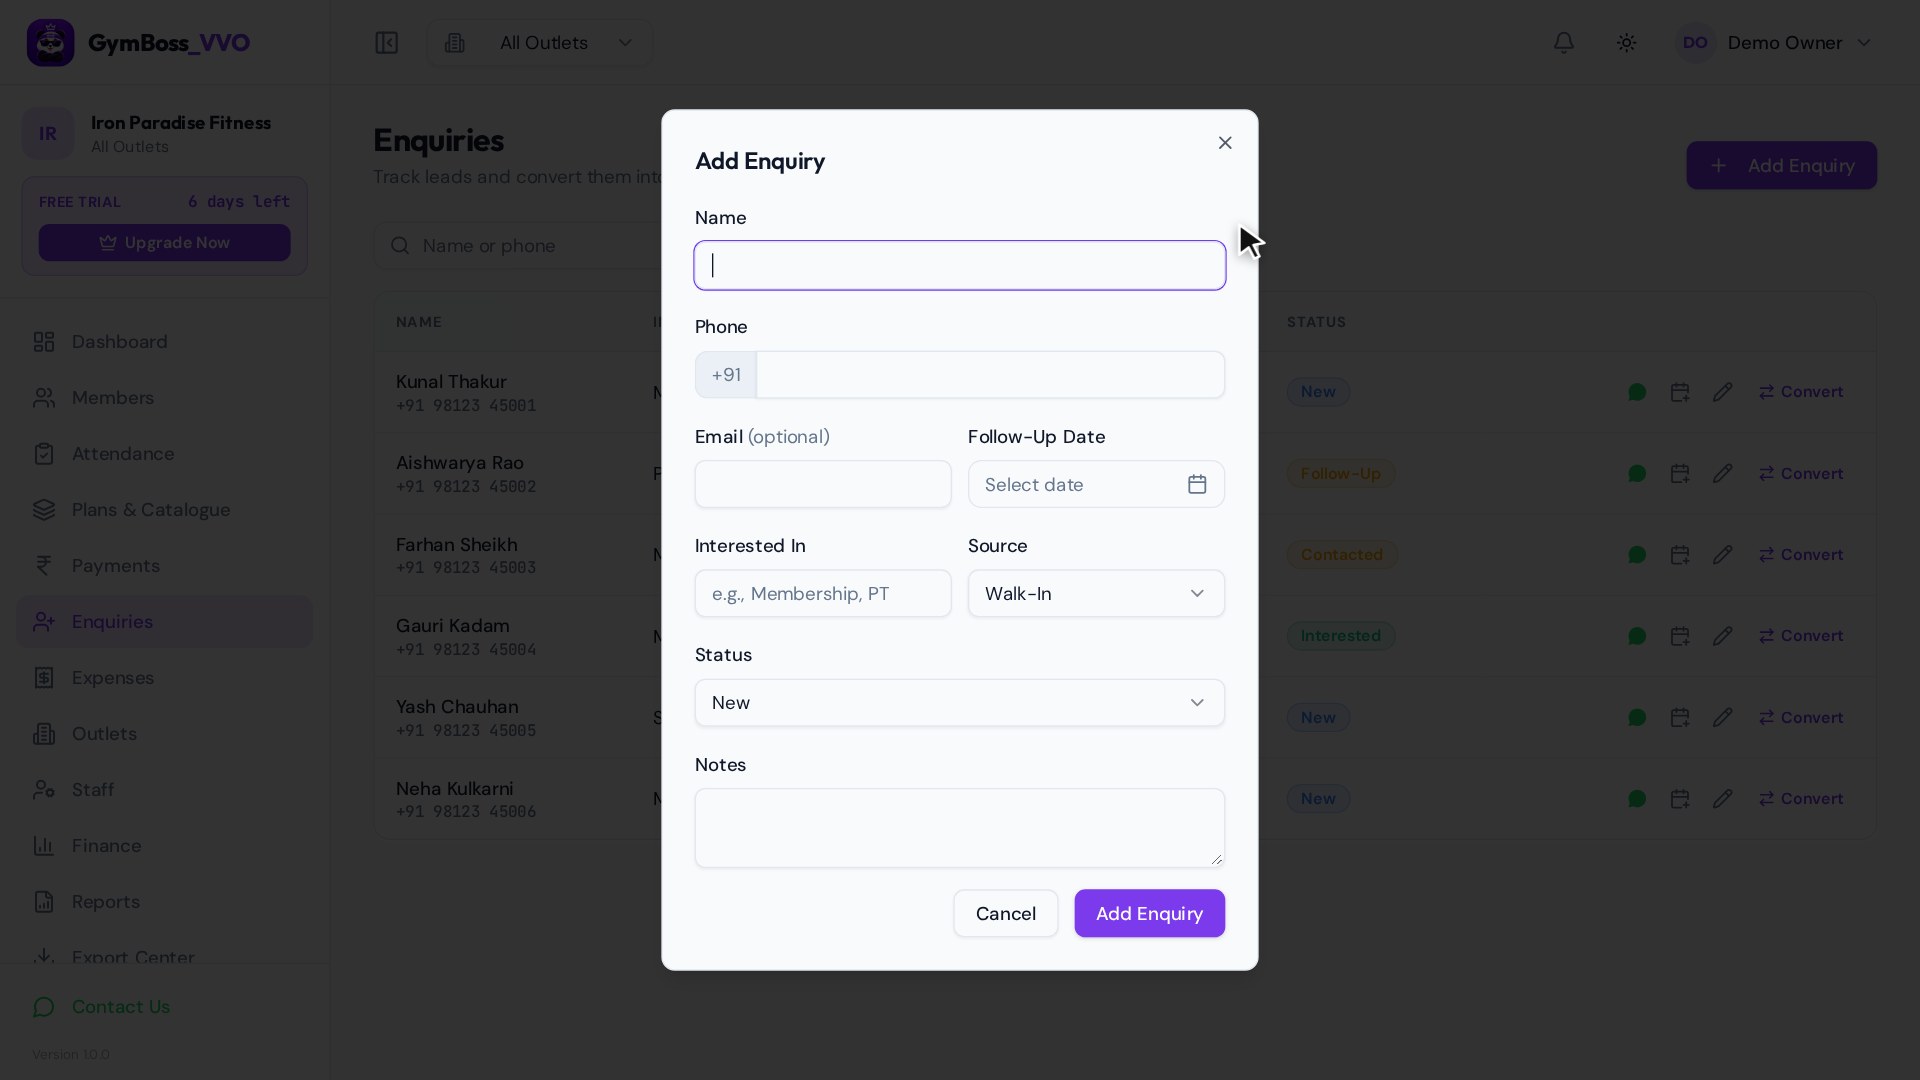 GymBoss_VVO
All Outlets
DO Demo Owner
IR
Iron Paradise Fitness
All Outlets
FREE TRIAL 6 days left
Upgrade Now
Dashboard
Members
Attendance
Plans & Catalogue
Payments
Enquiries
Expenses
Outlets
Staff
Finance
Reports
Export Center
Contact Us
Version 1.0.0
Enquiries
Track leads and convert them
Add Enquiry
Name or phone
NAME STATUS
Kunal Thakur
+91 98123 45001
New Convert
Aishwarya Rao
+91 98123 45002
Follow-Up Convert
Farhan Sheikh
+91 98123 45003
Contacted Convert
Gauri Kadam
+91 98123 45004
Interested Convert
Yash Chauhan
+91 98123 45005
New Convert
Neha Kulkarni
+91 98123 45006
New Convert
Add Enquiry
Name
Phone
+91
Email (optional) Follow-Up Date
Select date
Interested In Source
e.g., Membership, PT Walk-In
Status
New
Notes
Cancel Add Enquiry